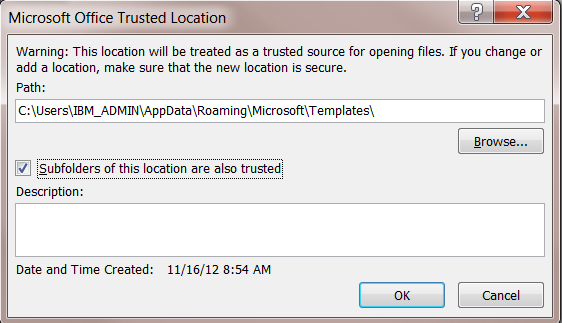 Microsoft Office Trusted Location
Warning: This location will be treated as a trusted source for opening files. If you change or
add a location, make sure that the new location is secure.
Path:
C:\Users\IBM_ADMIN\AppData\Roaming\Microsoft\Templates\
Browse...
Subfolders of this location are also trusted
Description:
Date and Time Created: 11/16/12 8:54 AM
OK Cancel